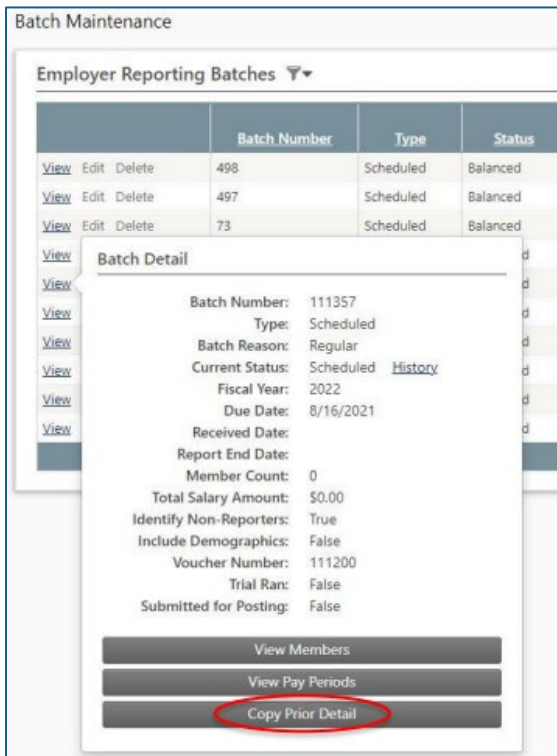 Batch Maintenance
Employer Reporting Batches
Batch Number Type Status
View Edit Delete 498 Scheduled Balanced
View Edit Delete 497 Scheduled Balanced
View Edit Delete 73 Scheduled Balanced
View d
Batch Detail
View d
Batch Number: 111357
View d
Type: Scheduled
Batch Reason: Regular
View d
Current Status: Scheduled History
Fiscal Year: 2022
View d
Due Date: 8/16/2021
View d
Received Date:
Report End Date:
View d
Member Count: 0
Total Salary Amount: $0.00
Identify Non-Reporters: True
Include Demographics: False
Voucher Number: 111200
Trial Ran: False
Submitted for Posting: False
View Members
View Pay Periods
Copy Prior Detail